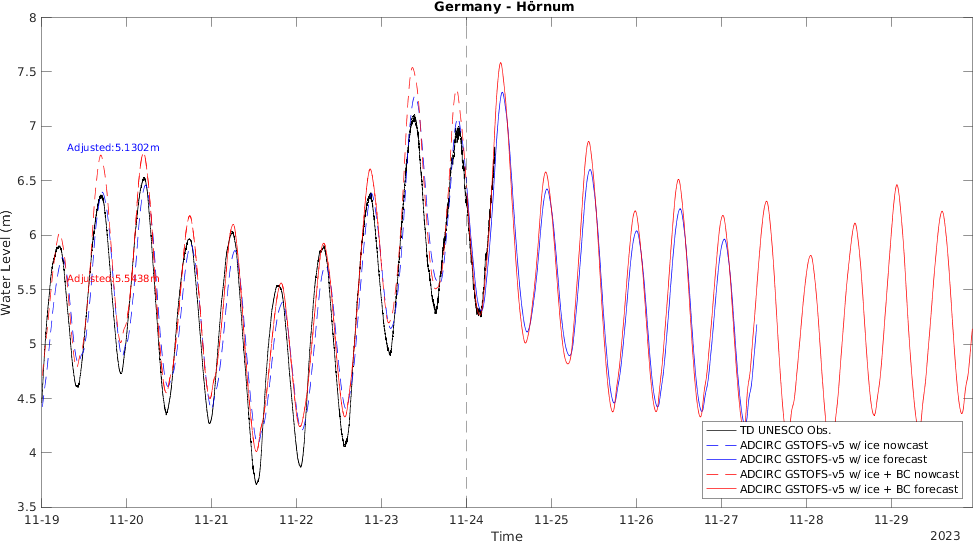 Germany - Hörnum
8
7.5
7
6.5
6
5.5
5
4.5
4
3.5
Water Level (m)
Adjusted:5.1302m
Adjusted:5.5438m
TD UNESCO Obs.
ADCIRC GSTOFS-v5 w/ ice nowcast
ADCIRC GSTOFS-v5 w/ ice forecast
ADCIRC GSTOFS-v5 w/ ice + BC nowcast
ADCIRC GSTOFS-v5 w/ ice + BC forecast
11-19 11-20 11-21 11-22 11-23 11-24 11-25 11-26 11-27 11-28 11-29
Time
2023